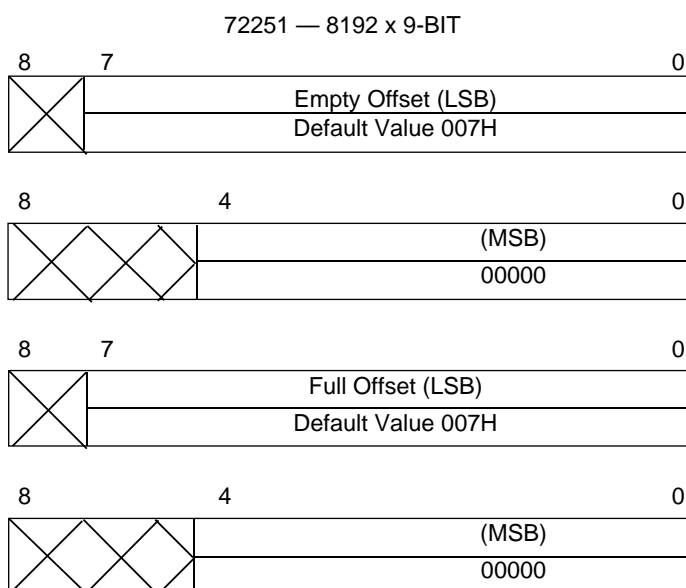 72251 — 8192 x 9-BIT
8 7 0
Empty Offset (LSB)
Default Value 007H
8 4 0
(MSB)
00000
8 7 0
Full Offset (LSB)
Default Value 007H
8 4 0
(MSB)
00000